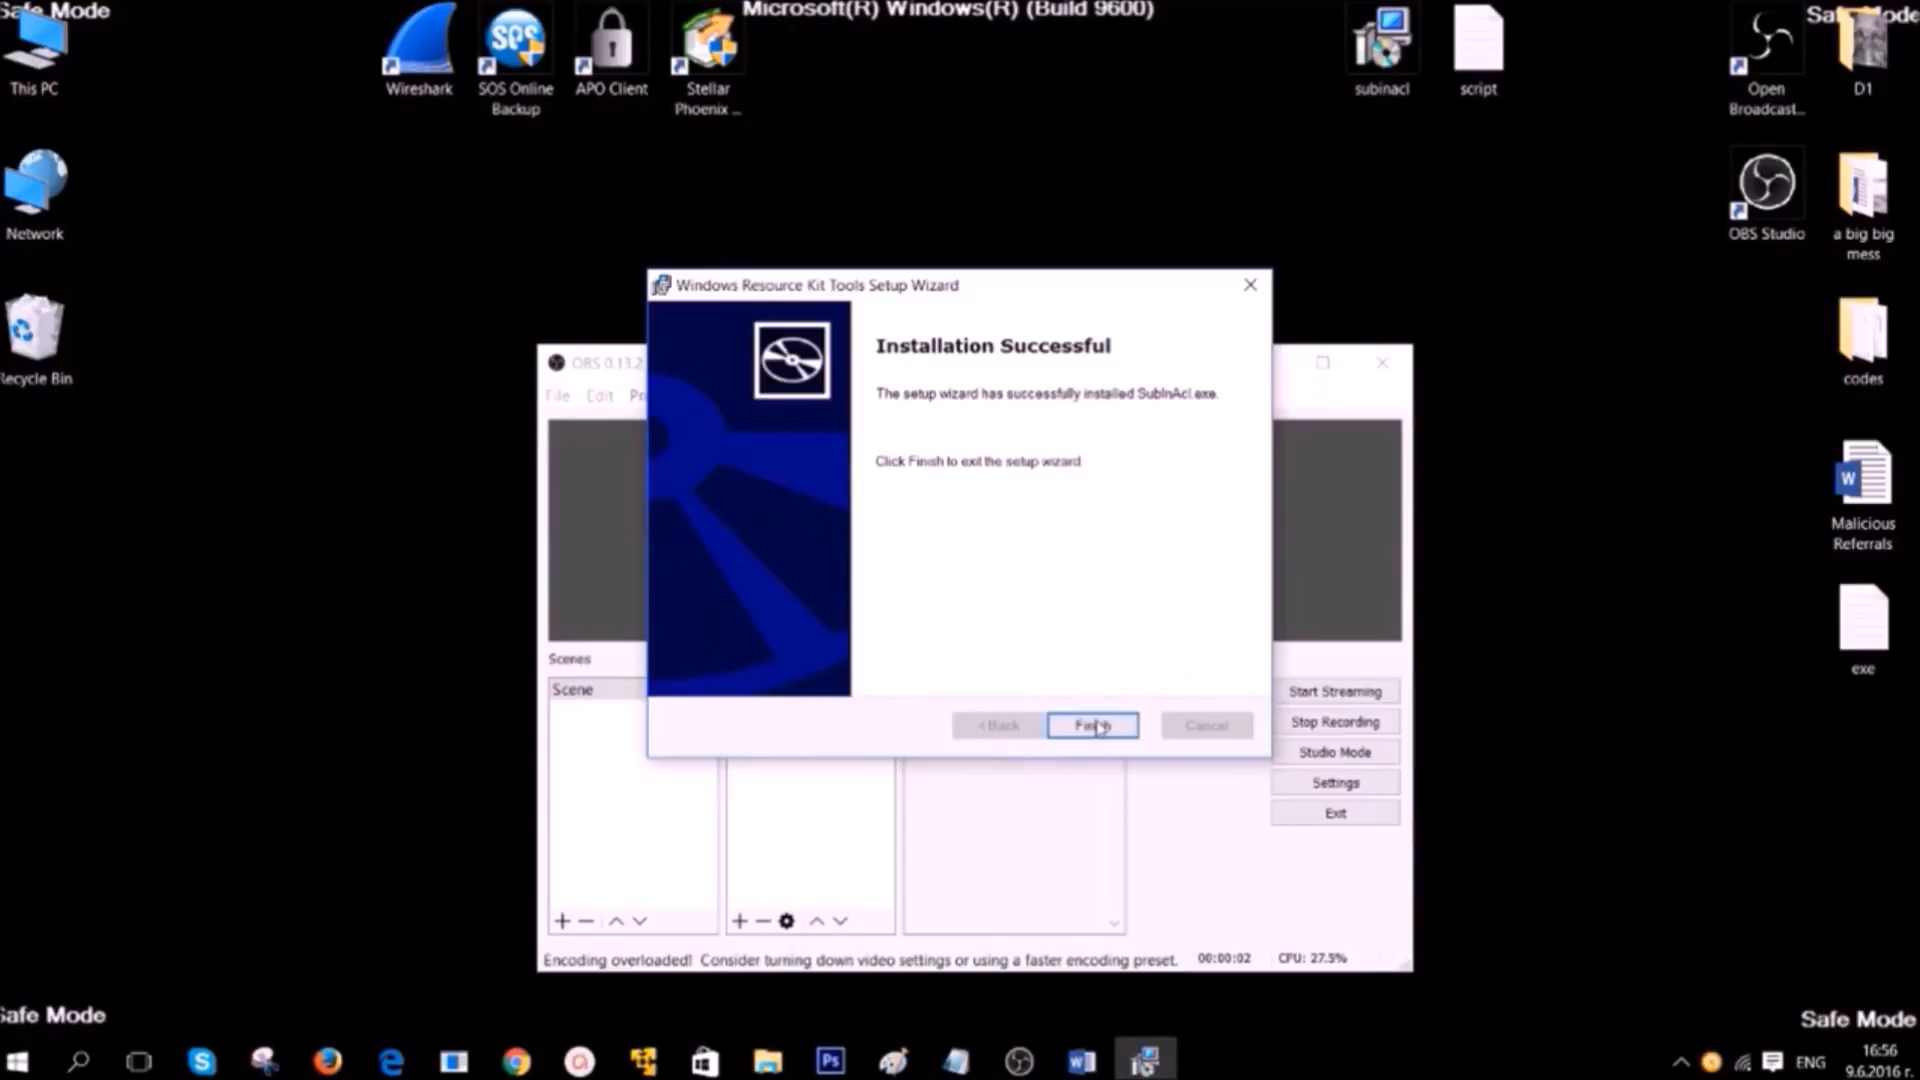 Safe Mode
Microsoft(R) Windows(R) (Build 9600)
This PC
Wireshark
SOS Online
Backup
APO Client
Stellar
Phoenix ...
subinacl
script
Open
Broadcast...
D1
Network
OBS Studio
a big big
mess
Recycle Bin
codes
Malicious
Referrals
exe
Windows Resource Kit Tools Setup Wizard
Installation Successful
The setup wizard has successfully installed SubInAcl.exe.
Click Finish to exit the setup wizard
< Back
Finish
Cancel
OBS 0.13.2
File Edit
Scenes
Scene
Start Streaming
Stop Recording
Studio Mode
Settings
Exit
Encoding overloaded! Consider turning down video settings or using a faster encoding preset.
00:00:02
CPU: 27.5%
Safe Mode
Safe Mode
ENG
16:56
9.6.2016 г.